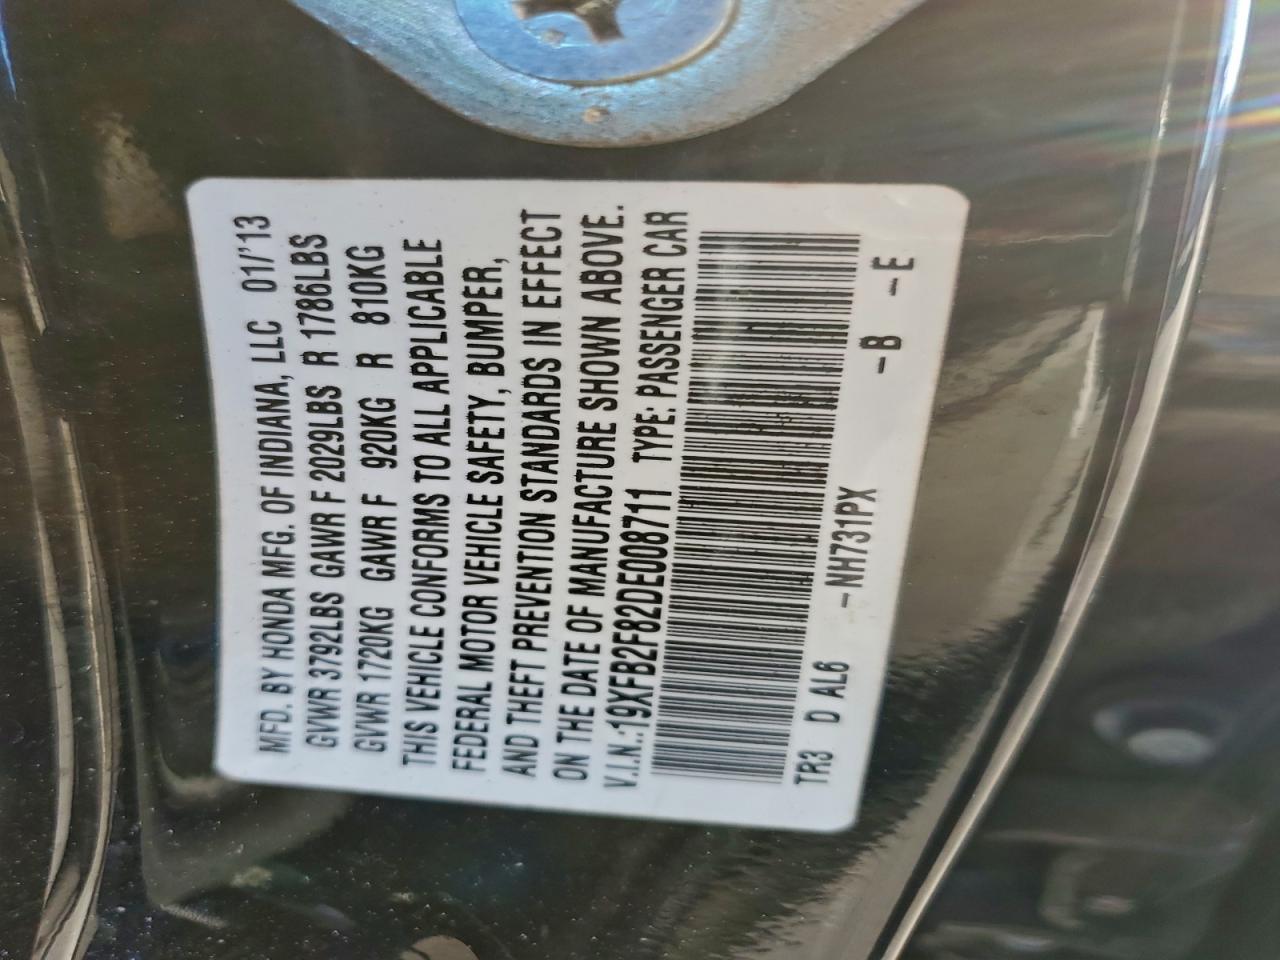 MFD. BY HONDA MFG. OF INDIANA, LLC 01/'13
GVWR 3792LBS GAWR F 2029LBS R 1786LBS
GVWR 1720KG GAWR F 920KG R 810KG
THIS VEHICLE CONFORMS TO ALL APPLICABLE
FEDERAL MOTOR VEHICLE SAFETY, BUMPER,
AND THEFT PREVENTION STANDARDS IN EFFECT
ON THE DATE OF MANUFACTURE SHOWN ABOVE.
V.I.N.:19XFB2F82DE008711 TYPE: PASSENGER CAR
TR3 D AL6 -NH731PX -B -E